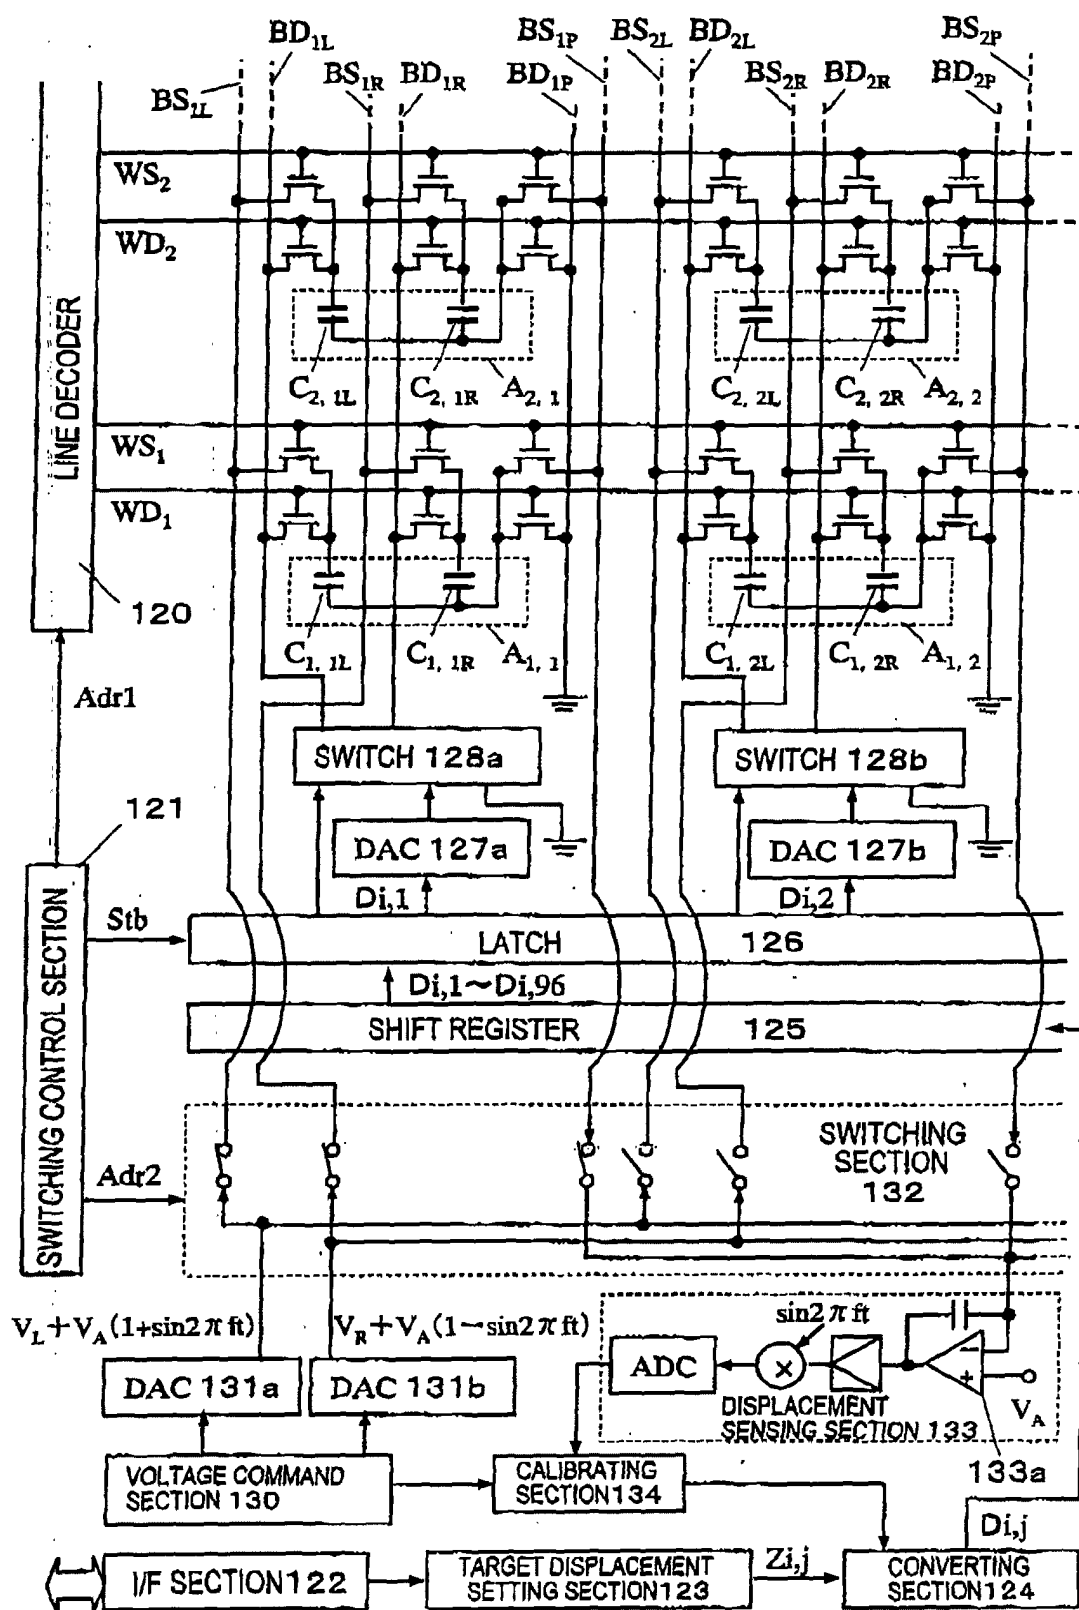 BD1L
BS1P
BS2L
BD2L
BS2P
BS1L
BS1R
BD1R
BD1P
BS2R
BD2R
BD2P
WS2
WD2
C2, 1L
C2, 1R
A2, 1
C2, 2L
C2, 2R
A2, 2
WS1
WD1
LINE DECODER
120
C1, 1L
C1, 1R
A1, 1
C1, 2L
C1, 2R
A1, 2
Adr1
SWITCH 128a
SWITCH 128b
121
DAC 127a
DAC 127b
Di,1
Di,2
SWITCHING CONTROL SECTION
Stb
LATCH 126
Di,1~Di,96
SHIFT REGISTER 125
SWITCHING
SECTION
132
Adr2
VL+VA(1+sin2πft)
VR+VA(1-sin2πft)
sin2πft
DAC 131a
DAC 131b
ADC
×
−
+
VA
DISPLACEMENT
SENSING SECTION 133
133a
VOLTAGE COMMAND
SECTION 130
CALIBRATING
SECTION134
Di,j
I/F SECTION122
TARGET DISPLACEMENT
SETTING SECTION123
Zi,j
CONVERTING
SECTION124